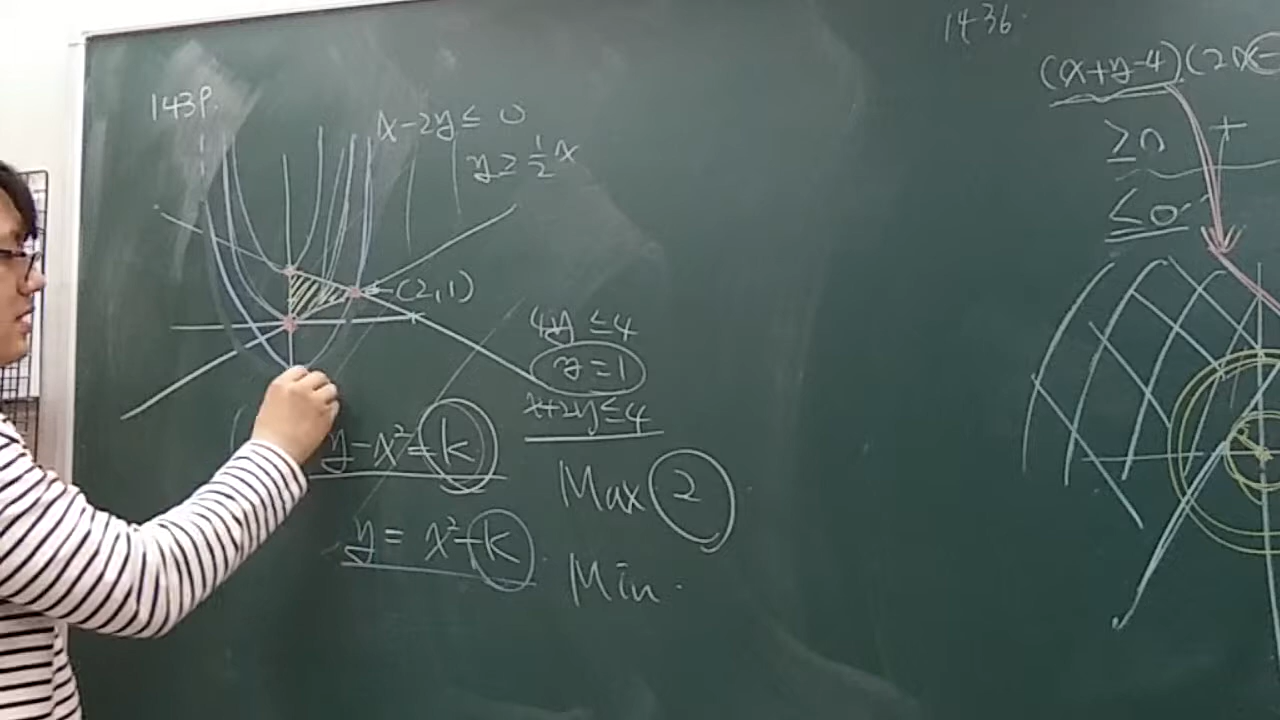 1439.
x-2y≤0
y≥½x
(2,1)
4y≤4
y=1
x+2y≤4
y-x²=k
y=x²+k
Max 2
Min.
1436.
(x+y-4)(2x-
≥0 +
≤0